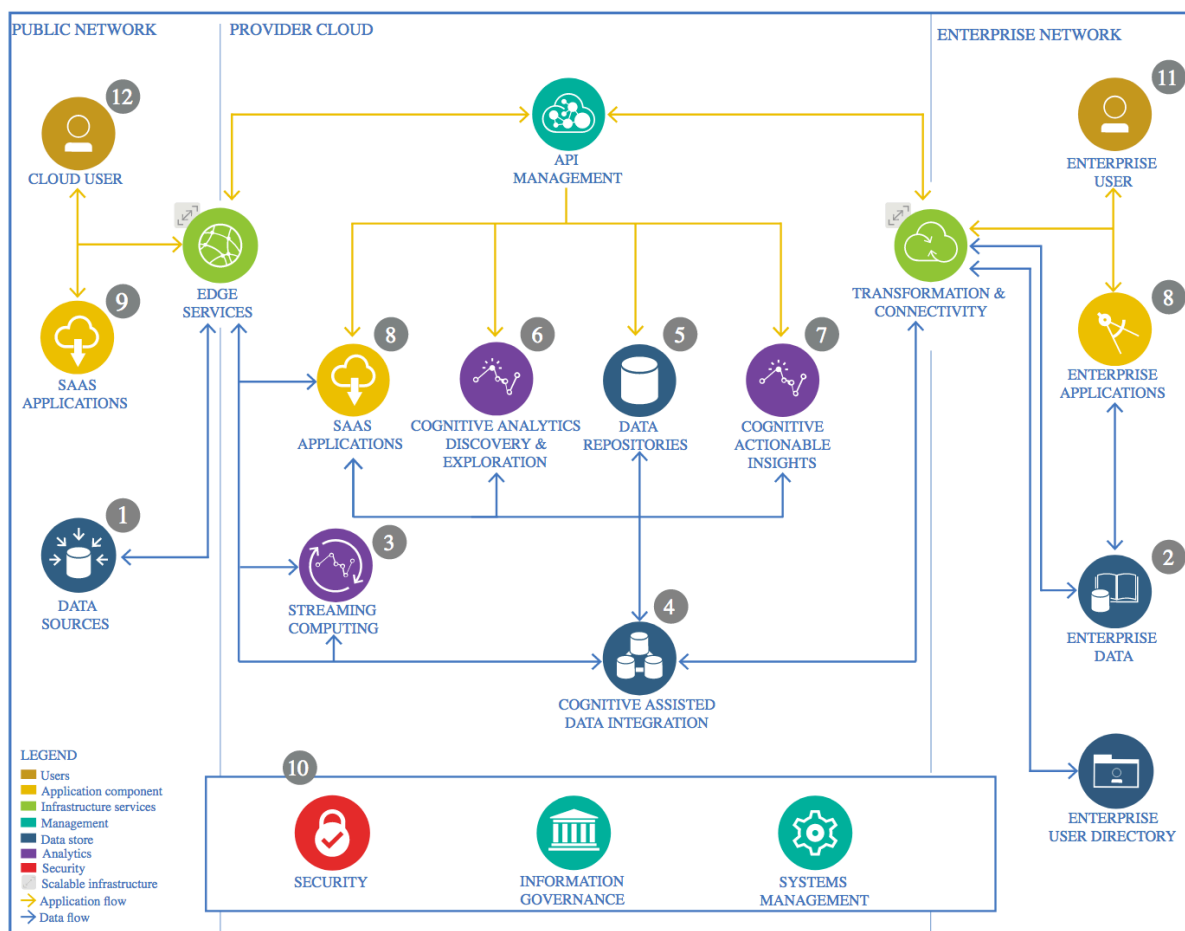 PUBLIC NETWORK
PROVIDER CLOUD
ENTERPRISE NETWORK
12
CLOUD USER
API
MANAGEMENT
11
ENTERPRISE
USER
EDGE
SERVICES
TRANSFORMATION &
CONNECTIVITY
9
SAAS
APPLICATIONS
8
SAAS
APPLICATIONS
6
COGNITIVE ANALYTICS
DISCOVERY &
EXPLORATION
5
DATA
REPOSITORIES
7
COGNITIVE
ACTIONABLE
INSIGHTS
8
ENTERPRISE
APPLICATIONS
1
DATA
SOURCES
3
STREAMING
COMPUTING
4
COGNITIVE ASSISTED
DATA INTEGRATION
2
ENTERPRISE
DATA
ENTERPRISE
USER DIRECTORY
LEGEND
Users
Application component
Infrastructure services
Management
Data store
Analytics
Security
Scalable infrastructure
Application flow
Data flow
10
SECURITY
INFORMATION
GOVERNANCE
SYSTEMS
MANAGEMENT